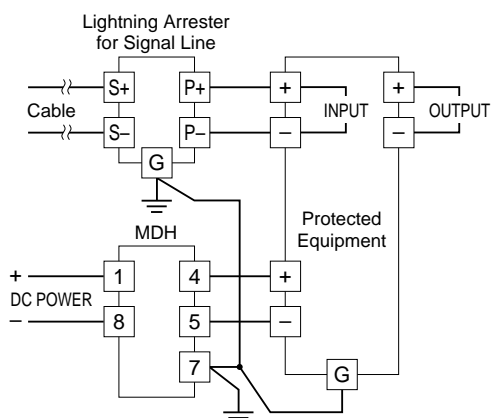 Lightning Arrester
for Signal Line
S+ P+ + +
Cable INPUT OUTPUT
S– P– – –
G
MDH
Protected
Equipment
+ 1 4 +
DC POWER
– 8 5 –
7
G